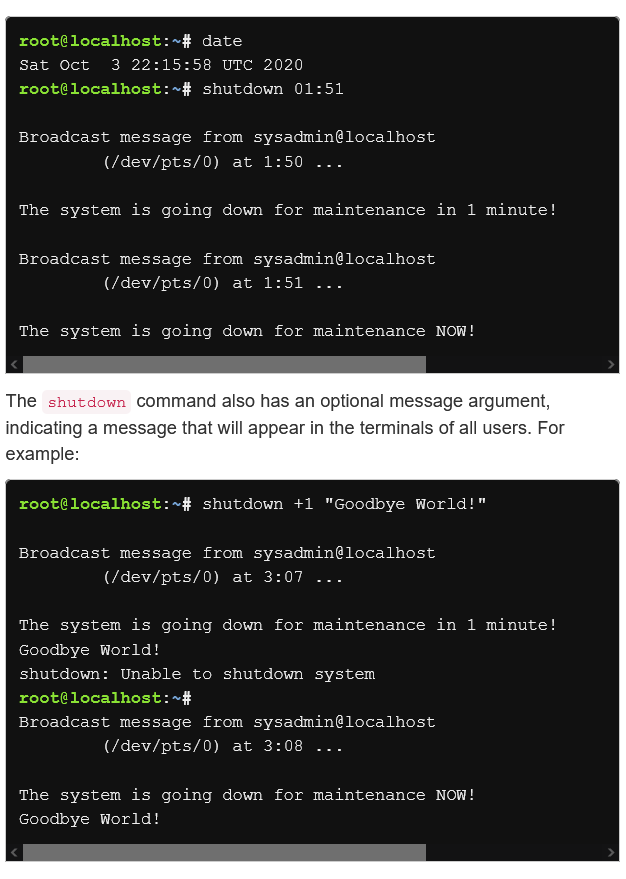 root@localhost:~# date
Sat Oct  3 22:15:58 UTC 2020
root@localhost:~# shutdown 01:51
Broadcast message from sysadmin@localhost
        (/dev/pts/0) at 1:50 ...
The system is going down for maintenance in 1 minute!
Broadcast message from sysadmin@localhost
        (/dev/pts/0) at 1:51 ...
The system is going down for maintenance NOW!
The shutdown command also has an optional message argument,
indicating a message that will appear in the terminals of all users. For
example:
root@localhost:~# shutdown +1 "Goodbye World!"
Broadcast message from sysadmin@localhost
        (/dev/pts/0) at 3:07 ...
The system is going down for maintenance in 1 minute!
Goodbye World!
shutdown: Unable to shutdown system
root@localhost:~#
Broadcast message from sysadmin@localhost
        (/dev/pts/0) at 3:08 ...
The system is going down for maintenance NOW!
Goodbye World!